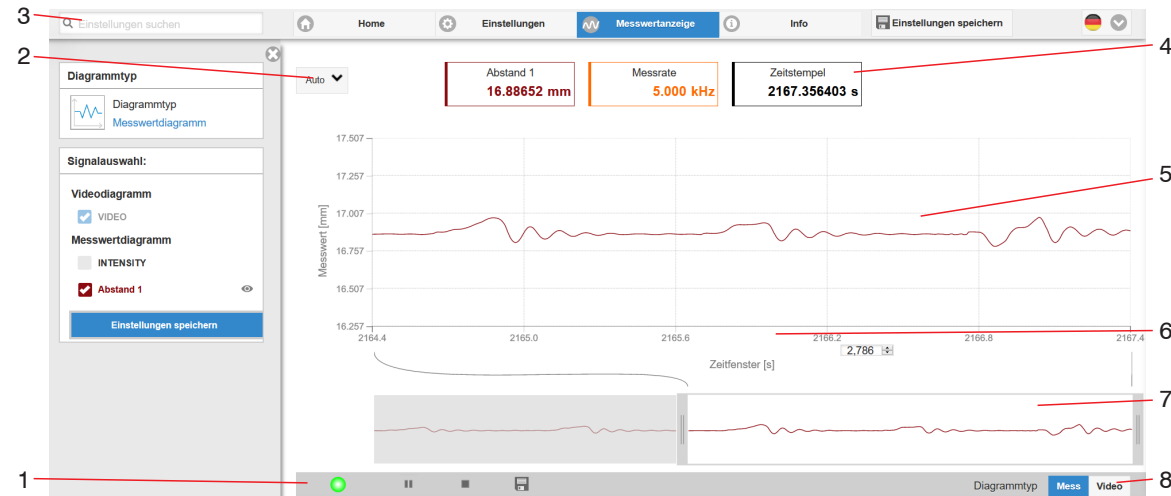 3
Einstellungen suchen
Home
Einstellungen
Messwertanzeige
Info
Einstellungen speichern
2
Auto
Abstand 1
16.88652 mm
Messrate
5.000 kHz
Zeitstempel
2167.356403 s
4
Diagrammtyp
Diagrammtyp
Messwertdiagramm
Signalauswahl:
Videodiagramm
VIDEO
Messwertdiagramm
INTENSITY
Abstand 1
Einstellungen speichern
Messwert [mm]
17.507
17.257
17.007
16.757
16.507
16.257
5
6
2164.4
2165.0
2165.6
2166.2
2166.8
2167.4
2,786
Zeitfenster [s]
7
1
Diagrammtyp
Mess
Video
8